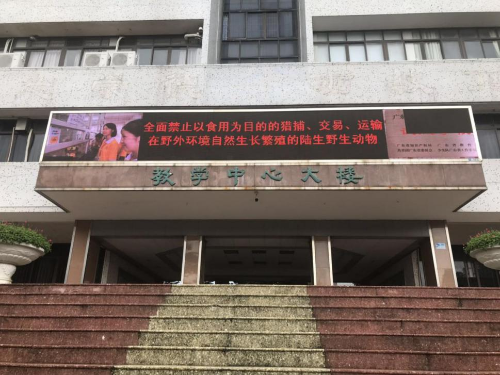 全面禁止以食用为目的的猎捕、交易、运输
在野外环境自然生长繁殖的陆生野生动物
教学中心大楼